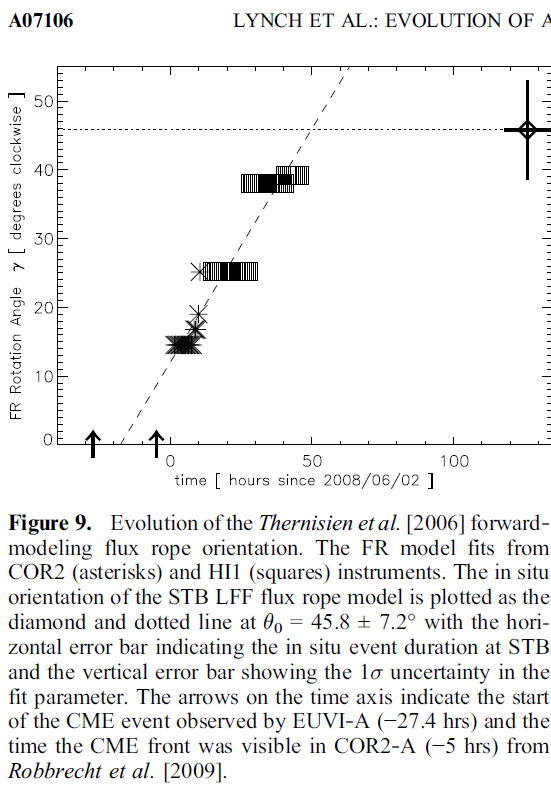 A07106 LYNCH ET AL.: EVOLUTION OF A
FR Rotation Angle γ [ degrees clockwise ]
50
40
30
20
10
0
0 50 100
time [ hours since 2008/06/02 ]
Figure 9. Evolution of the Thernisien et al. [2006] forward-
modeling flux rope orientation. The FR model fits from
COR2 (asterisks) and HI1 (squares) instruments. The in situ
orientation of the STB LFF flux rope model is plotted as the
diamond and dotted line at θ0 = 45.8 ± 7.2° with the hori-
zontal error bar indicating the in situ event duration at STB
and the vertical error bar showing the 1σ uncertainty in the
fit parameter. The arrows on the time axis indicate the start
of the CME event observed by EUVI-A (−27.4 hrs) and the
time the CME front was visible in COR2-A (−5 hrs) from
Robbrecht et al. [2009].